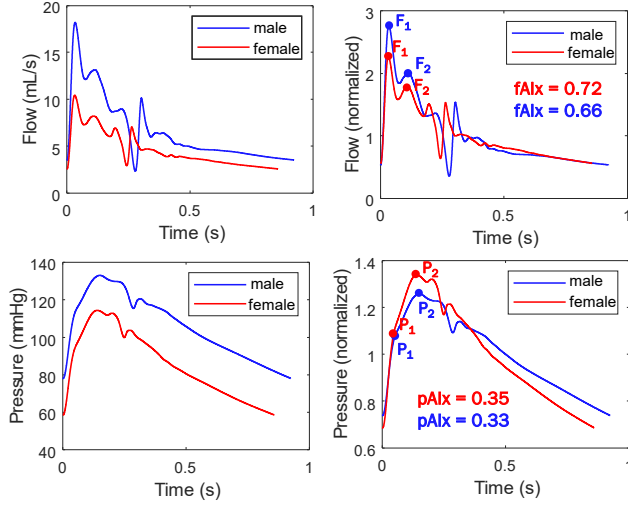 Flow (mL/s)
20
15
10
5
0
0
0.5
1
Time (s)
male
female
Flow (normalized)
3
2
1
0
0
0.5
1
Time (s)
male
female
F1
F1
F2
F2
fAIx = 0.72
fAIx = 0.66
Pressure (mmHg)
140
120
100
80
60
40
0
0.5
1
Time (s)
male
female
Pressure (normalized)
1.4
1.2
1.0
0.8
0.6
0
0.5
1
Time (s)
male
female
P2
P2
P1
P1
pAIx = 0.35
pAIx = 0.33